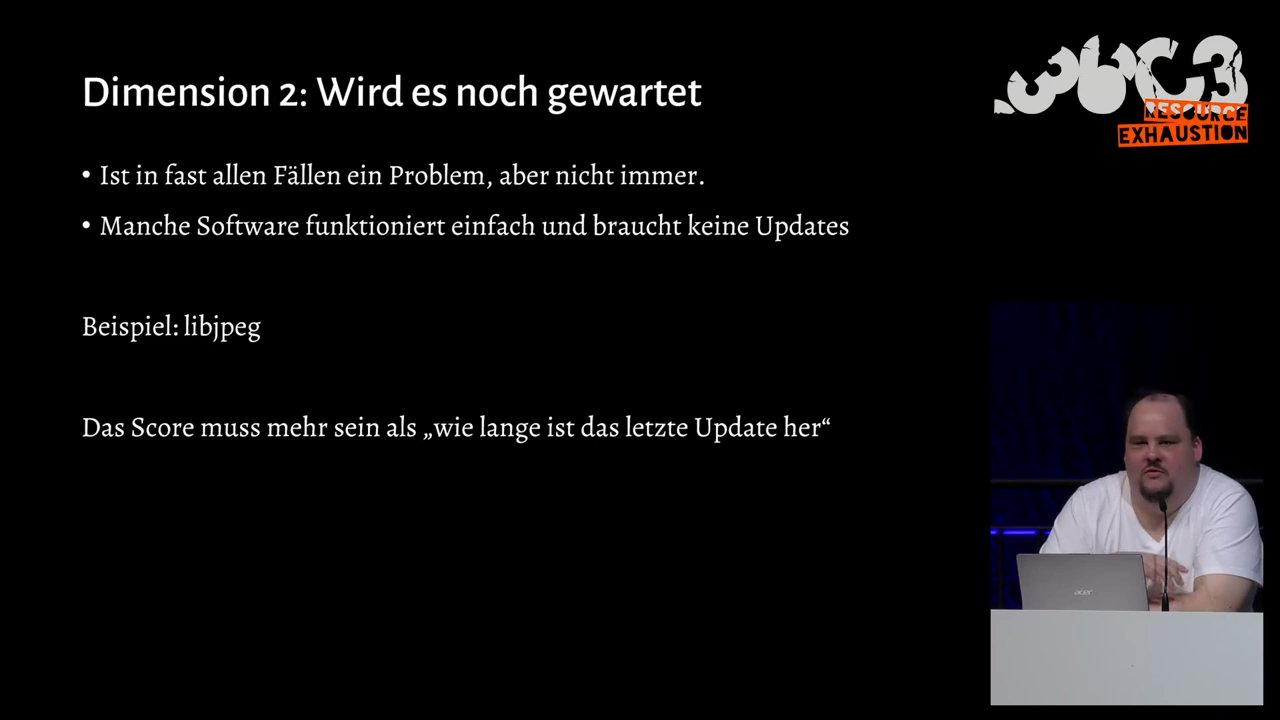 Dimension 2: Wird es noch gewartet
• Ist in fast allen Fällen ein Problem, aber nicht immer.
• Manche Software funktioniert einfach und braucht keine Updates
Beispiel: libjpeg
Das Score muss mehr sein als „wie lange ist das letzte Update her“
36C3
RESOURCE
EXHAUSTION
acer